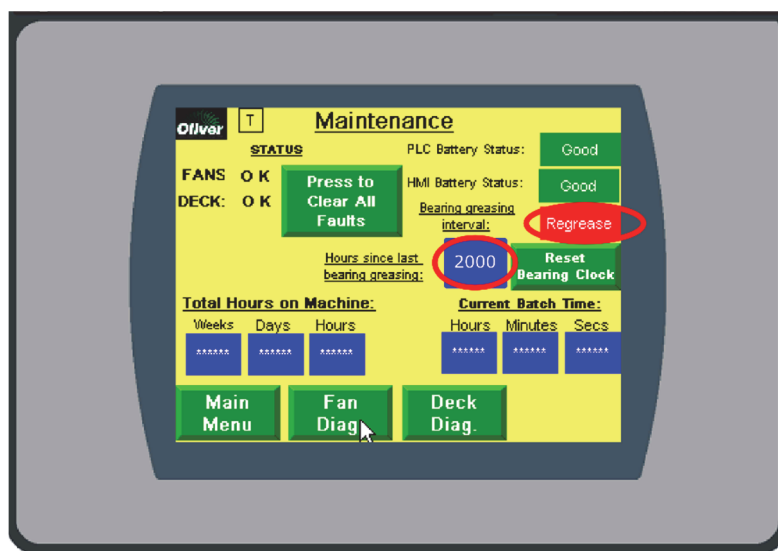 Oliver T Maintenance
STATUS PLC Battery Status: Good
FANS OK
DECK: OK
Press to
Clear All
Faults
HMI Battery Status: Good
Bearing greasing
interval:
Regrease
Hours since last
bearing greasing:
2000
Reset
Bearing Clock
Total Hours on Machine:
Weeks Days Hours
****** ****** ******
Current Batch Time:
Hours Minutes Secs
****** ****** ******
Main
Menu
Fan
Diag.
Deck
Diag.